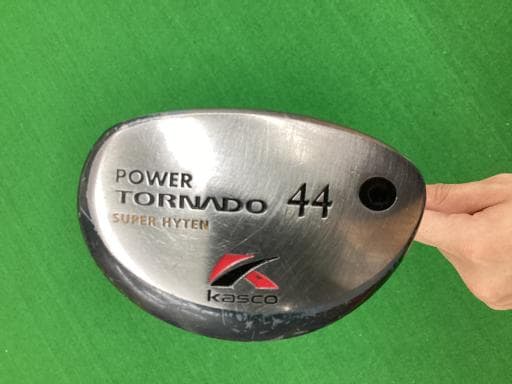 POWER
TORNADO 44
SUPER HYTEN
kasco